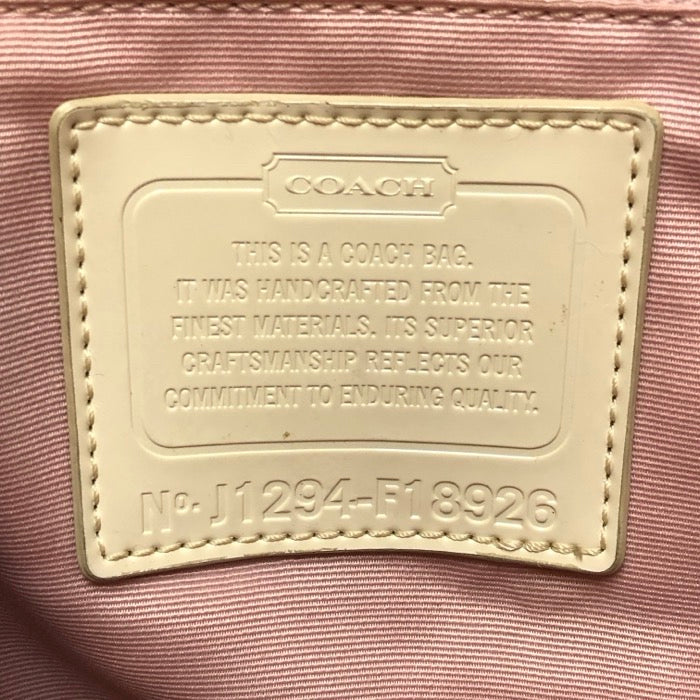 COACH
THIS IS A COACH BAG.
IT WAS HANDCRAFTED FROM THE
FINEST MATERIALS. ITS SUPERIOR
CRAFTSMANSHIP REFLECTS OUR
COMMITMENT TO ENDURING QUALITY.
No. J1294-F18926